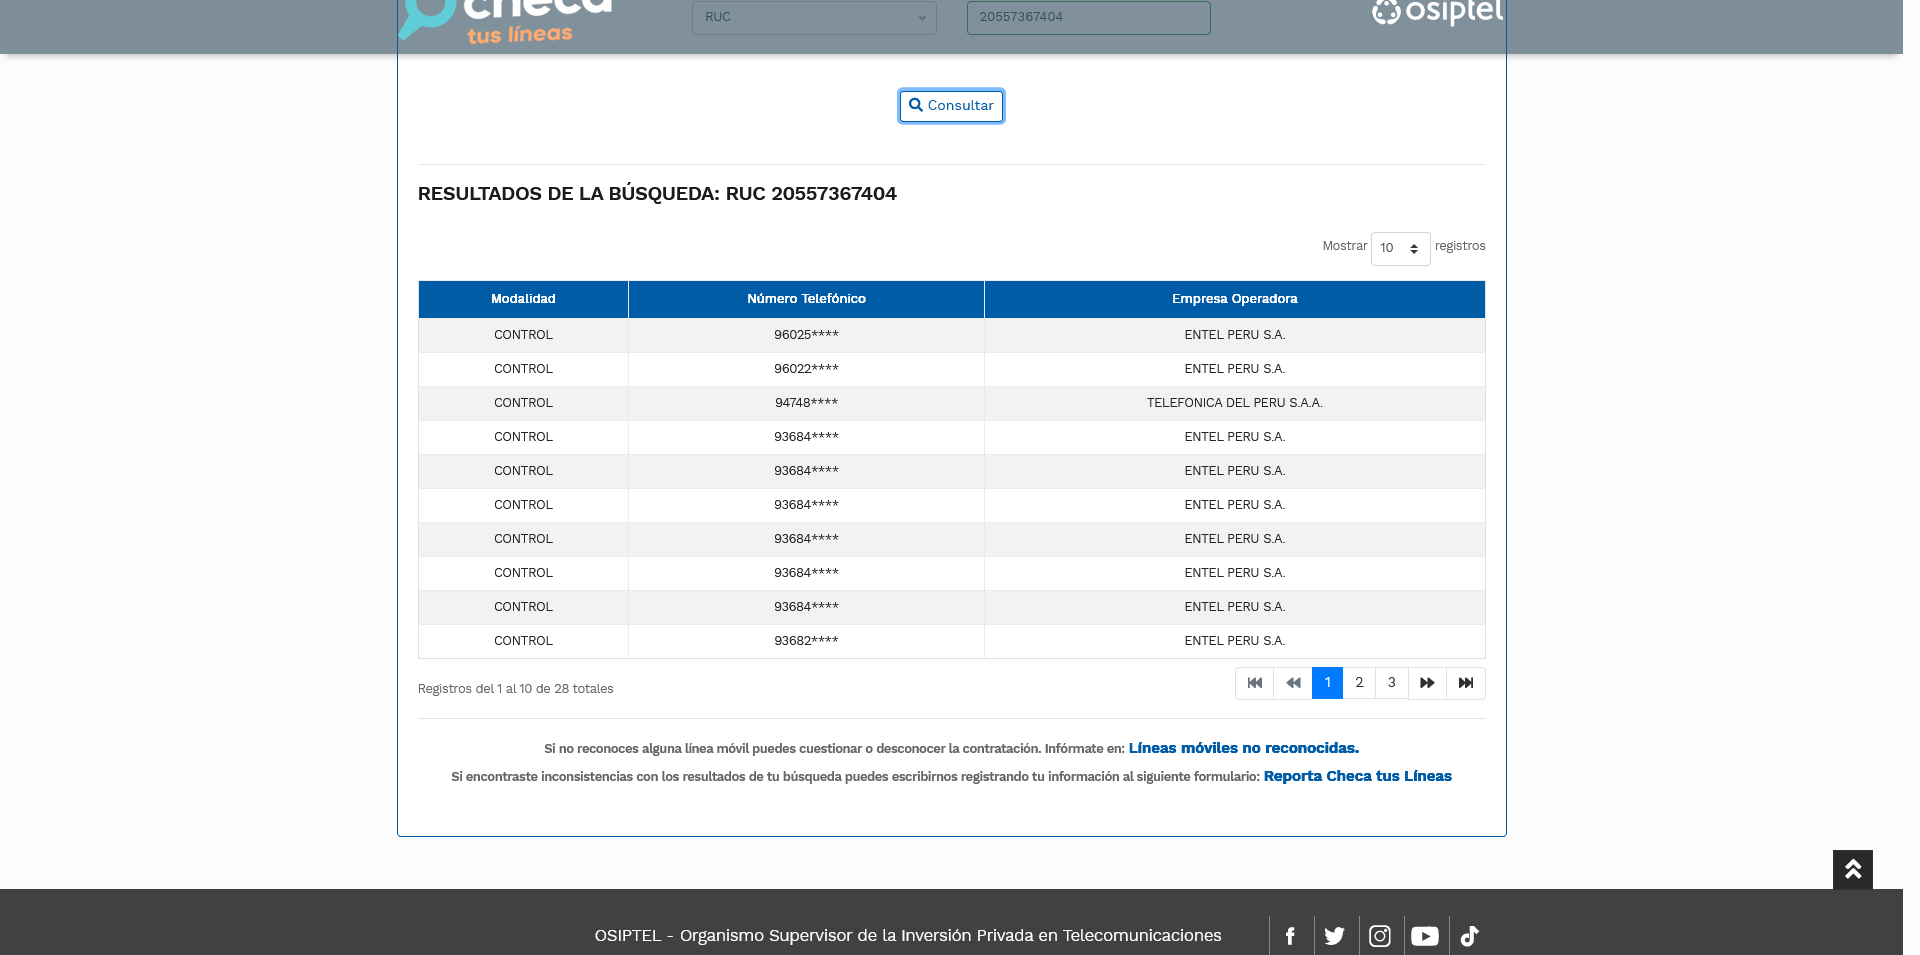 checa
tus líneas
RUC
20557367404
osiptel
Consultar
RESULTADOS DE LA BÚSQUEDA: RUC 20557367404
Mostrar 10 registros
Modalidad Número Telefónico Empresa Operadora
CONTROL 96025**** ENTEL PERU S.A.
CONTROL 96022**** ENTEL PERU S.A.
CONTROL 94748**** TELEFONICA DEL PERU S.A.A.
CONTROL 93684**** ENTEL PERU S.A.
CONTROL 93684**** ENTEL PERU S.A.
CONTROL 93684**** ENTEL PERU S.A.
CONTROL 93684**** ENTEL PERU S.A.
CONTROL 93684**** ENTEL PERU S.A.
CONTROL 93684**** ENTEL PERU S.A.
CONTROL 93682**** ENTEL PERU S.A.
Registros del 1 al 10 de 28 totales
1 2 3
Si no reconoces alguna línea móvil puedes cuestionar o desconocer la contratación. Infórmate en: Líneas móviles no reconocidas.
Si encontraste inconsistencias con los resultados de tu búsqueda puedes escribirnos registrando tu información al siguiente formulario: Reporta Checa tus Líneas
OSIPTEL - Organismo Supervisor de la Inversión Privada en Telecomunicaciones